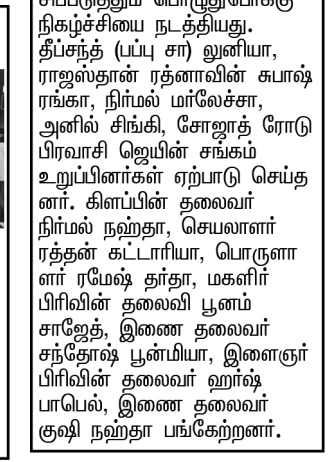 சிப்படுத்தும் பொழுதுபோக்கு
நிகழ்ச்சியை நடத்தியது.
தீப்சந்த் (பப்பு சா) லுனியா,
ராஜஸ்தான் ரத்னாவின் சுபாஷ்
ரங்கா, நிர்மல் மர்லேச்சா,
அனில் சிங்கி, சோஜாத் ரோடு
பிரவாசி ஜெயின் சங்கம்
உறுப்பினர்கள் ஏற்பாடு செய்த
னர். கிளப்பின் தலைவர்
நிர்மல் நஹ்தா, செயலாளர்
ரத்தன் கட்டாரியா, பொருளா
ளர் ரமேஷ் தர்தா, மகளிர்
பிரிவின் தலைவி பூனம்
சாஜேத், இணை தலைவர்
சந்தோஷ் பூன்மியா, இளைஞர்
பிரிவின் தலைவர் ஹர்ஷ்
பாபெல், இணை தலைவர்
குஷி நஹ்தா பங்கேற்றனர்.